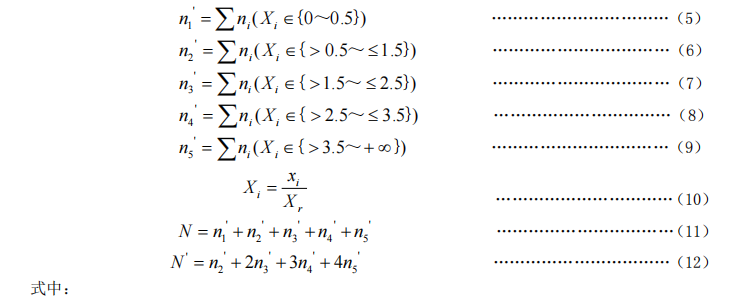 n₁' = ∑nᵢ(Xᵢ ∈{0～0.5}) ……………………………（5）
n₂' = ∑nᵢ(Xᵢ ∈{＞0.5～≤1.5}) ……………………………（6）
n₃' = ∑nᵢ(Xᵢ ∈{＞1.5～≤2.5}) ……………………………（7）
n₄' = ∑nᵢ(Xᵢ ∈{＞2.5～≤3.5}) ……………………………（8）
n₅' = ∑nᵢ(Xᵢ ∈{＞3.5～+∞}) ……………………………（9）
Xᵢ = xᵢ/Xᵣ ……………………………（10）
N = n₁' + n₂' + n₃' + n₄' + n₅' ……………………………（11）
N' = n₂' + 2n₃' + 3n₄' + 4n₅' ……………………………（12）
式中：